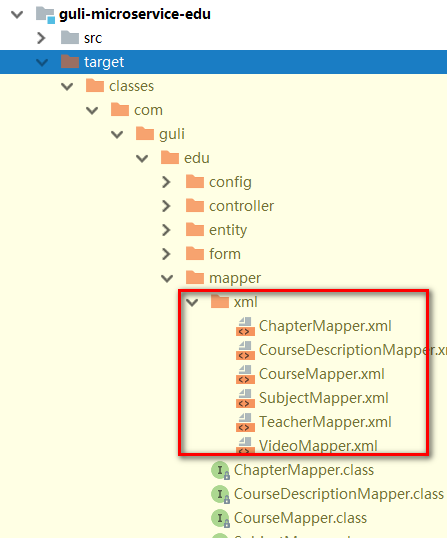 guli-microservice-edu
src
target
classes
com
guli
edu
config
controller
entity
form
mapper
xml
ChapterMapper.xml
CourseDescriptionMapper.x
CourseMapper.xml
SubjectMapper.xml
TeacherMapper.xml
VideoMapper.xml
ChapterMapper.class
CourseDescriptionMapper.class
CourseMapper.class